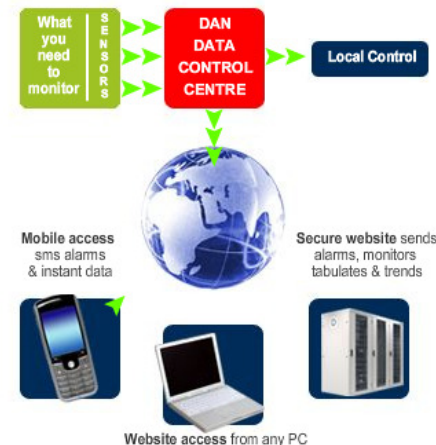 What
you
need
to
monitor
SENSORS
DAN
DATA
CONTROL
CENTRE
Local Control
Mobile access
sms alarms
& instant data
Secure website sends
alarms, monitors
tabulates & trends
Website access from any PC